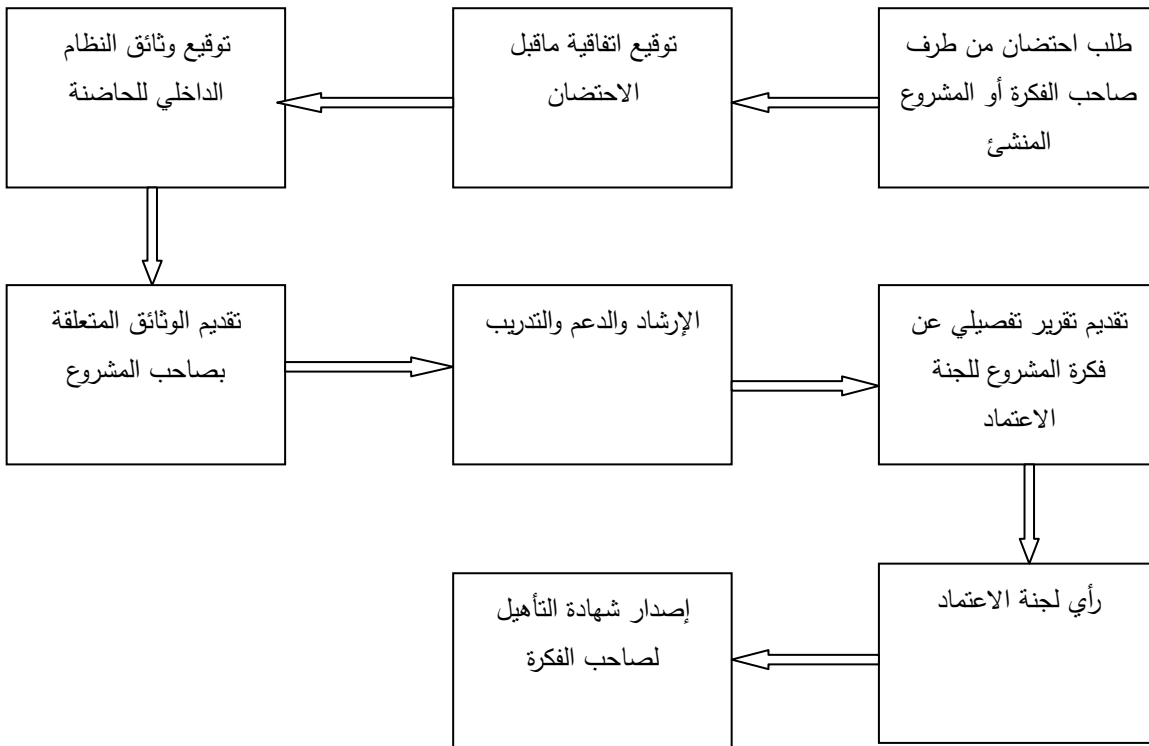 طلب احتضان من طرف
صاحب الفكرة أو المشروع
المنشئ
توقيع اتفاقية ماقبل
الاحتضان
توقيع وثائق النظام
الداخلي للحاضنة
تقديم الوثائق المتعلقة
بصاحب المشروع
الإرشاد والدعم والتدريب
تقديم تقرير تفصيلي عن
فكرة المشروع للجنة
الاعتماد
رأي لجنة الاعتماد
إصدار شهادة التأهيل
لصاحب الفكرة